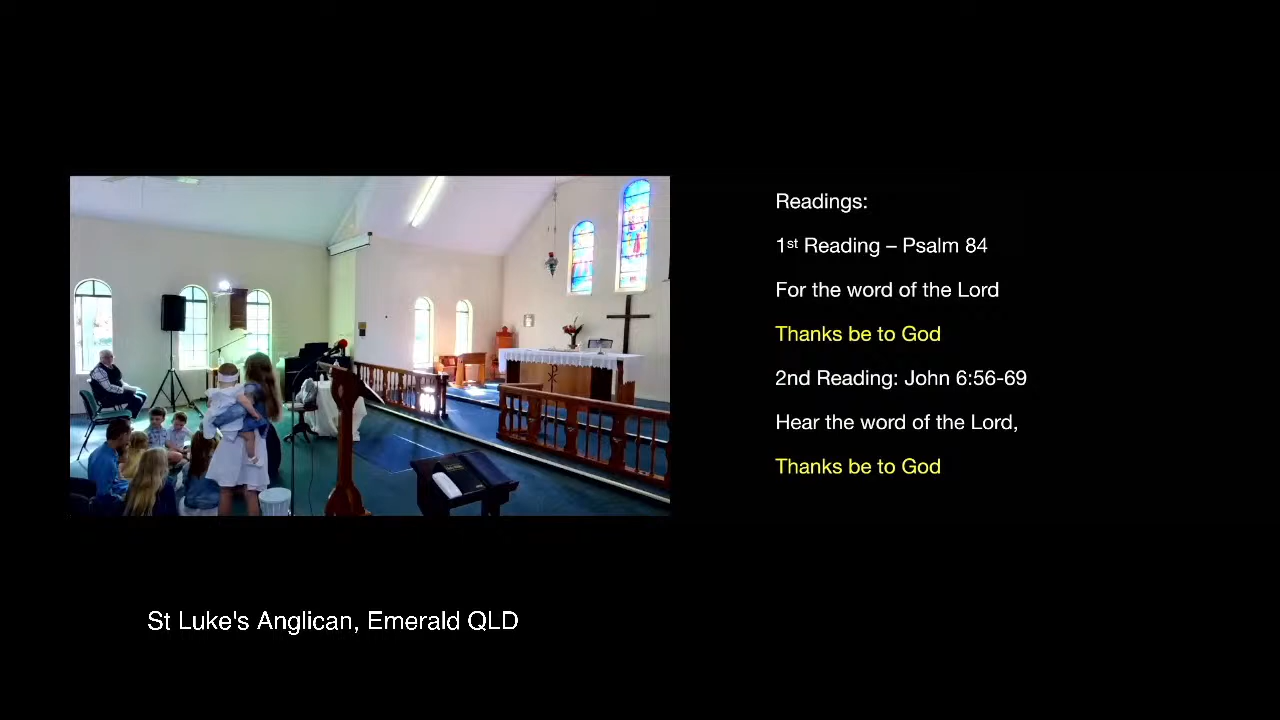 Readings:
1st Reading – Psalm 84
For the word of the Lord
Thanks be to God
2nd Reading: John 6:56-69
Hear the word of the Lord,
Thanks be to God
St Luke's Anglican, Emerald QLD